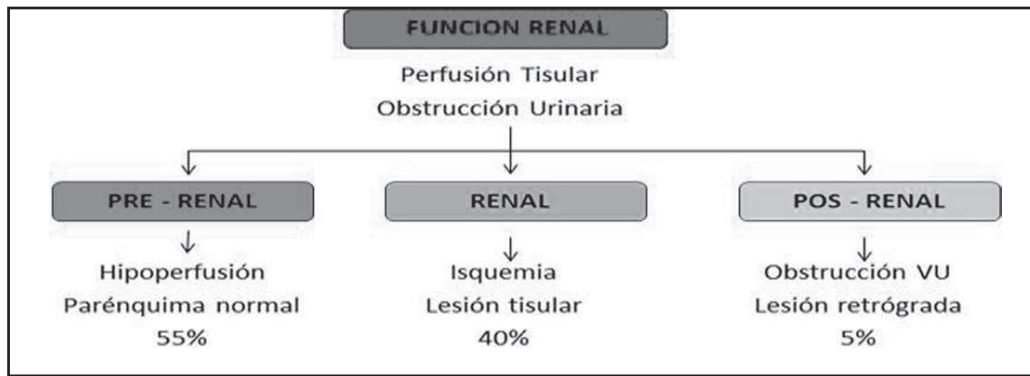 FUNCION RENAL
Perfusión Tisular
Obstrucción Urinaria
PRE - RENAL
Hipoperfusión
Parénquima normal
55%
RENAL
Isquemia
Lesión tisular
40%
POS - RENAL
Obstrucción VU
Lesión retrógrada
5%